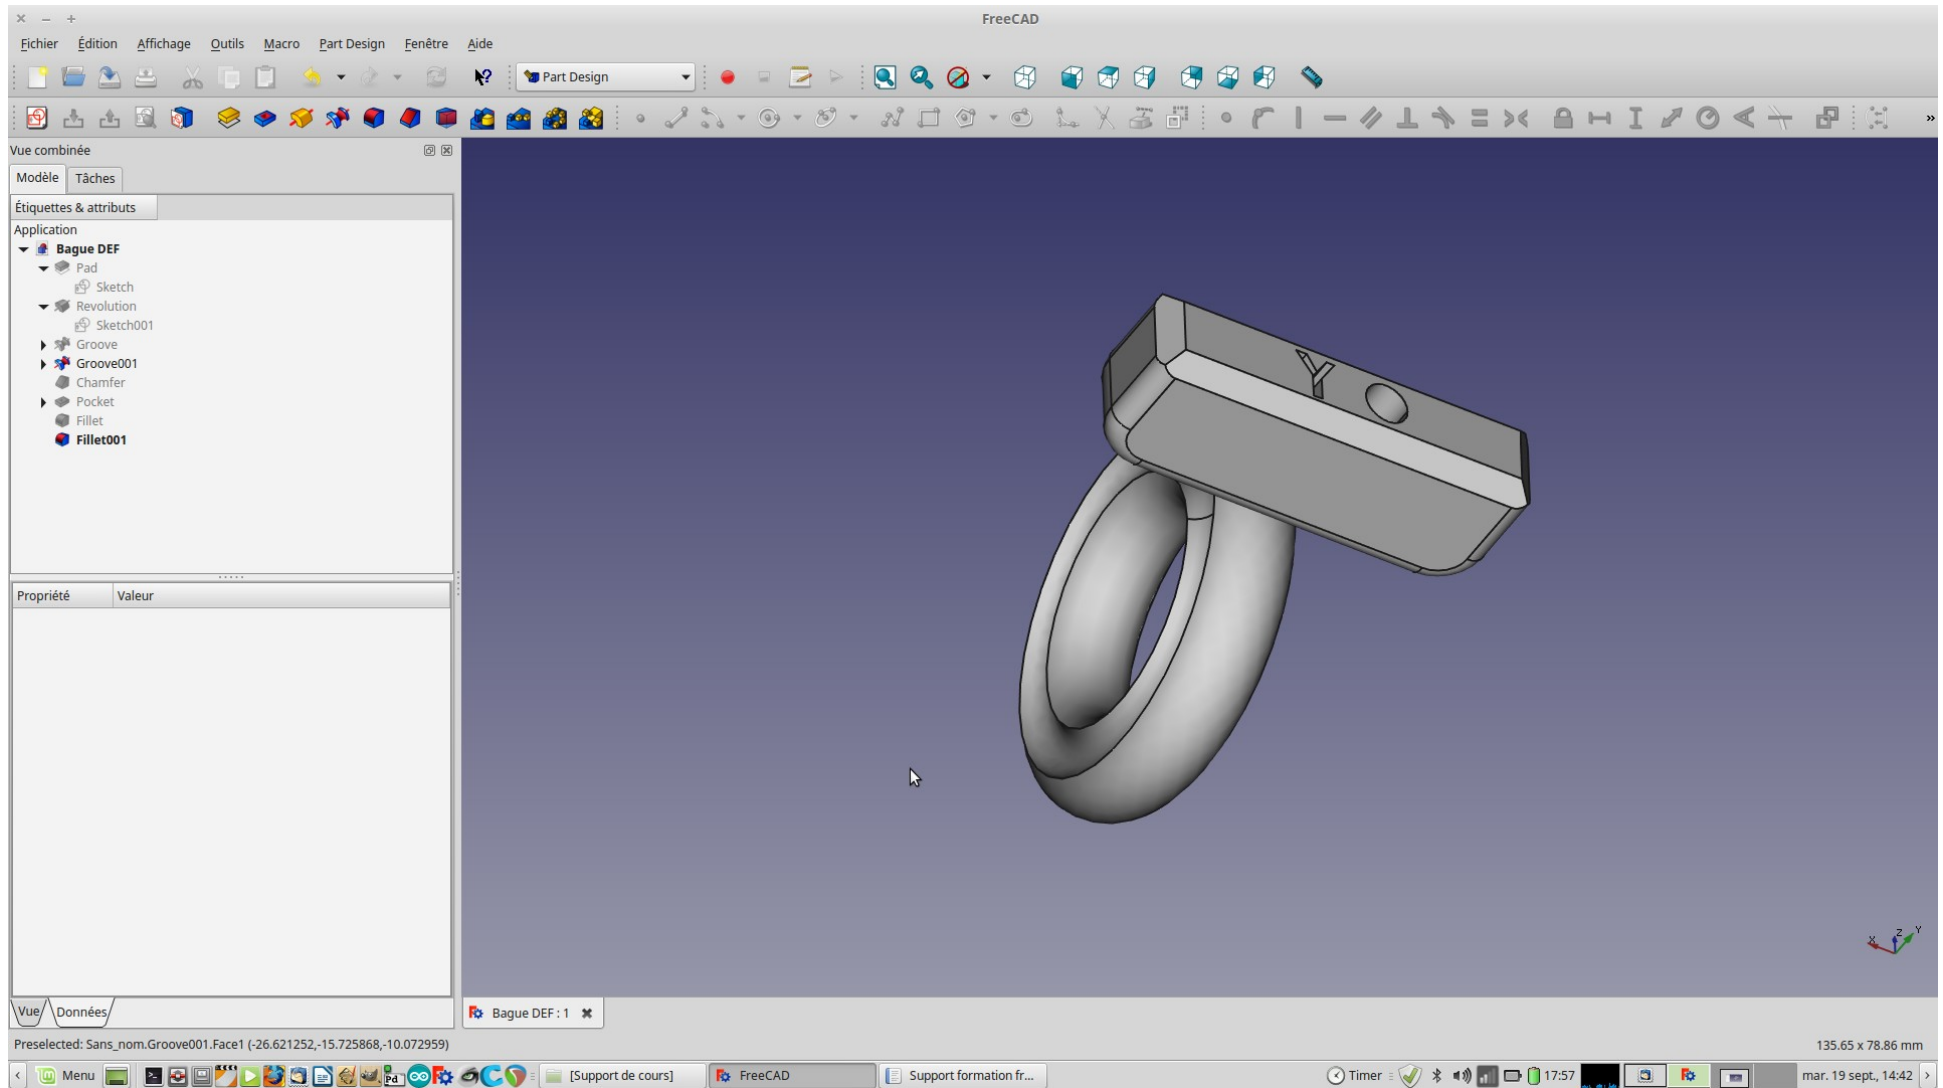 FreeCAD
Fichier Édition Affichage Outils Macro Part Design Fenêtre Aide
Part Design
Vue combinée
Modèle Tâches
Étiquettes & attributs
Application
Bague DEF
Pad
Sketch
Revolution
Sketch001
Groove
Groove001
Chamfer
Pocket
Fillet
Fillet001
Y O
Propriété Valeur
X Z Y
Vue Données
Bague DEF : 1
Preselected: Sans_nom.Groove001.Face1 (-26.621252,-15.725868,-10.072959)
135.65 x 78.86 mm
Menu Pd [Support de cours] FreeCAD Support formation fr... Timer 17:57 mar. 19 sept., 14:42